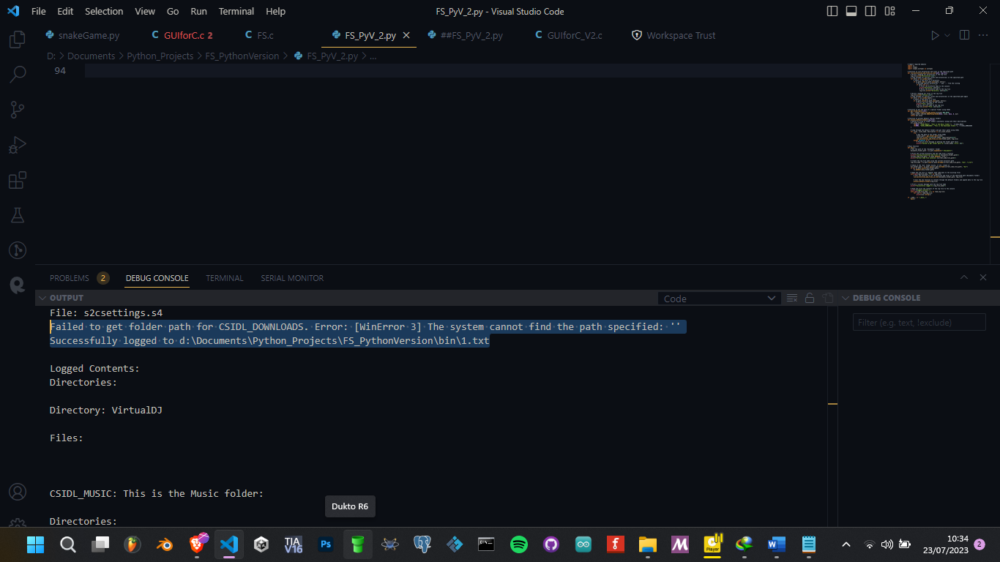 File Edit Selection View Go Run Terminal Help FS_PyV_2.py - Visual Studio Code
snakeGame.py C GUIforC.c 2 C FS.c FS_PyV_2.py ##FS_PyV_2.py C GUIforC_V2.c Workspace Trust
D: > Documents > Python_Projects > FS_PythonVersion > FS_PyV_2.py > ...
94
PROBLEMS 2 DEBUG CONSOLE TERMINAL SERIAL MONITOR
OUTPUT Code DEBUG CONSOLE
Filter (e.g. text, !exclude)
File: s2csettings.s4
Failed to get folder path for CSIDL_DOWNLOADS. Error: [WinError 3] The system cannot find the path specified: ''
Successfully logged to d:\Documents\Python_Projects\FS_PythonVersion\bin\1.txt
Logged Contents:
Directories:
Directory: VirtualDJ
Files:
CSIDL_MUSIC: This is the Music folder:
Dukto R6
Directories:
TIA V16 Ps Player W
10:34
23/07/2023 2